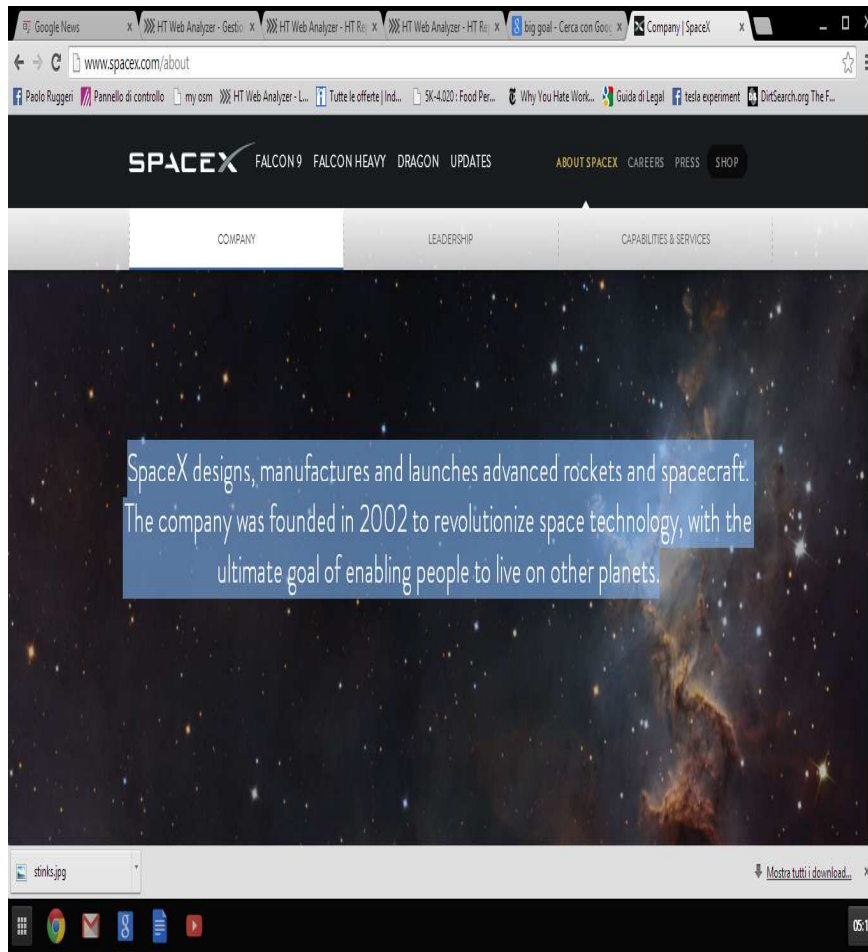 Google News
HT Web Analyzer - Gestio
HT Web Analyzer - HT Re
HT Web Analyzer - HT Re
big goal - Cerca con Goo
Company | SpaceX
www.spacex.com/about
Paolo Ruggeri
Pannello di controllo
my osm
HT Web Analyzer - L...
Tutte le offerte | Ind...
5K-4.020 : Food Per...
Why You Hate Work...
Guida di Legal
tesla experiment
DirtSearch.org The F...
SPACEX FALCON 9 FALCON HEAVY DRAGON UPDATES ABOUT SPACEX CAREERS PRESS SHOP
COMPANY LEADERSHIP CAPABILITIES & SERVICES
SpaceX designs, manufactures and launches advanced rockets and spacecraft.
The company was founded in 2002 to revolutionize space technology, with the
ultimate goal of enabling people to live on other planets.
stinks.jpg
Mostra tutti i download...